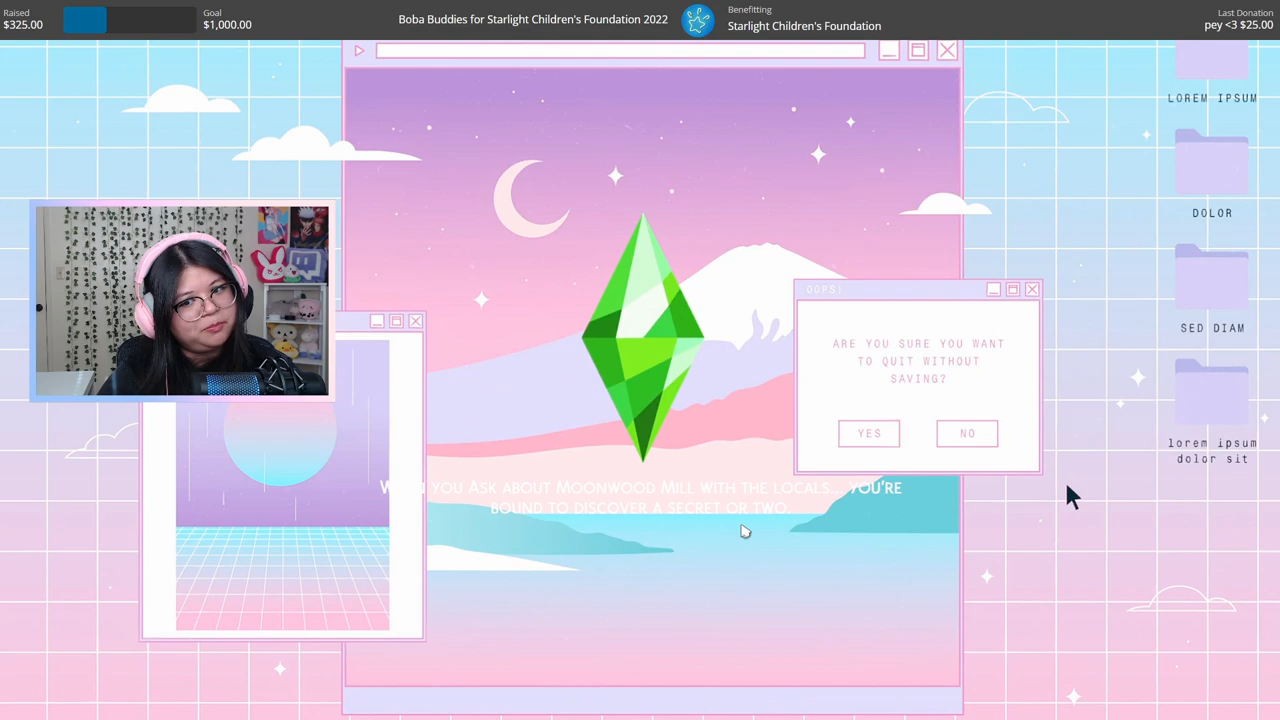 Raised
$325.00
Goal
$1,000.00
Boba Buddies for Starlight Children's Foundation 2022
Benefitting
Starlight Children's Foundation
Last Donation
pey <3 $25.00
LOREM IPSUM
DOLOR
SED DIAM
lorem ipsum
dolor sit
OOPS!
ARE YOU SURE YOU WANT
TO QUIT WITHOUT
SAVING?
YES
NO
When you Ask about Moonwood Mill with the locals... you're
bound to discover a secret or two.